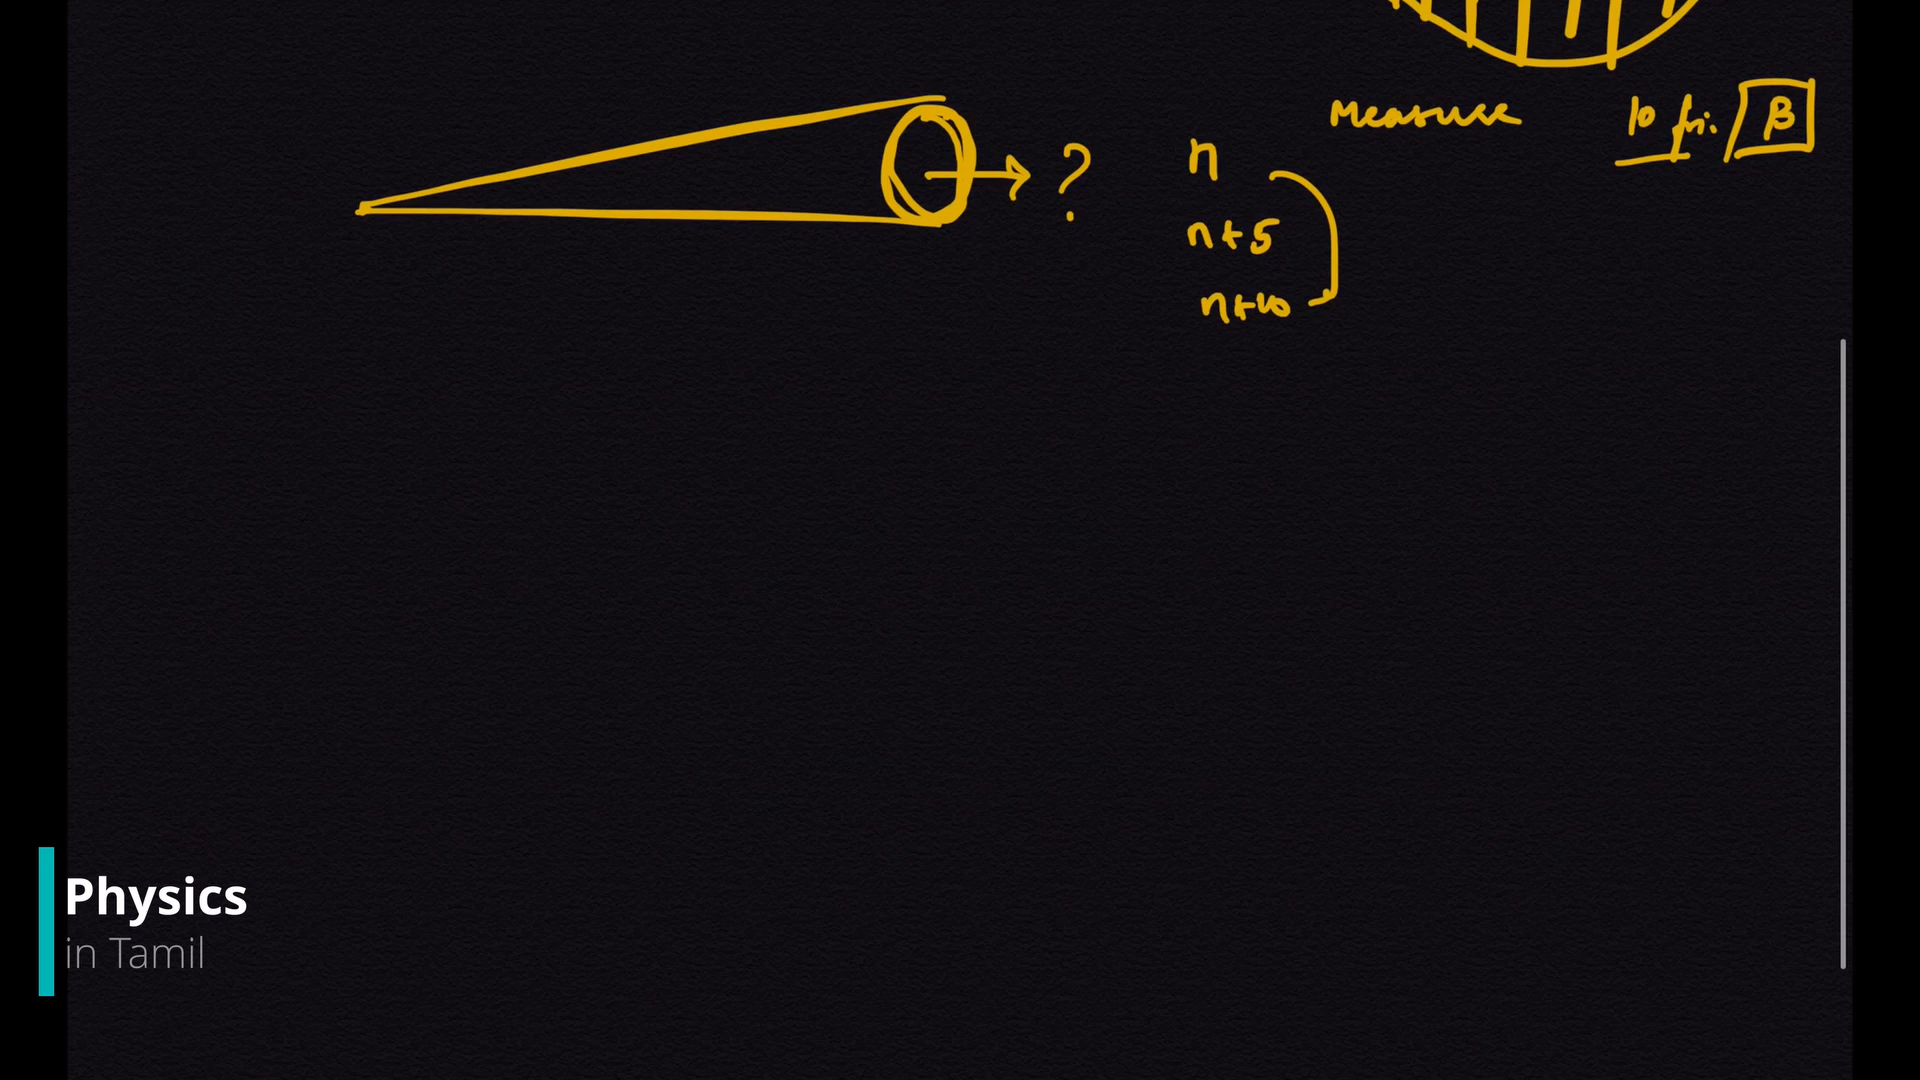 Measure 10 fri. / β
? n
n+5
n+10
Physics
in Tamil